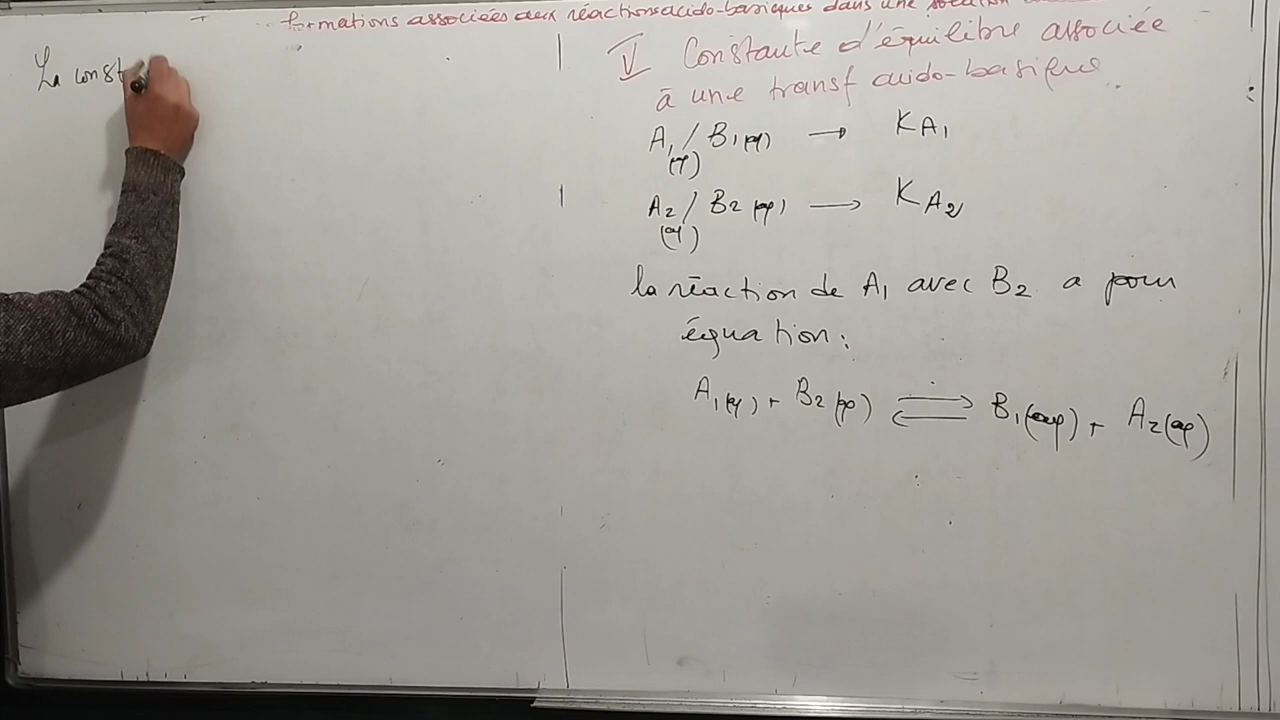 formations associées aux réactions acido-basiques dans une solution
La const
V Constante d'équilibre associée
à une transf acido-basique
A1(aq) / B1(aq) → KA1
A2(aq) / B2(aq) → KA2
la réaction de A1 avec B2 a pour
équation:
A1(aq) + B2(aq) ⇌ B1(aq) + A2(aq)